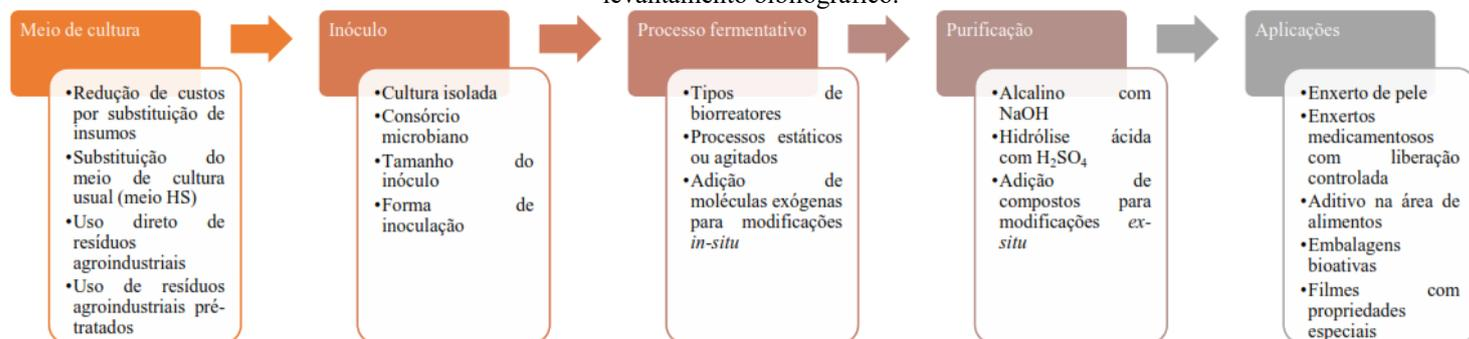 levantamento bibliográfico.
Meio de cultura
•Redução de custos
por substituição de
insumos
•Substituição do
meio de cultura
usual (meio HS)
•Uso direto de
resíduos
agroindustriais
•Uso de resíduos
agroindustriais pré-
tratados
Inóculo
•Cultura isolada
•Consórcio
microbiano
•Tamanho do
inóculo
•Forma de
inoculação
Processo fermentativo
•Tipos de
biorreatores
•Processos estáticos
ou agitados
•Adição de
moléculas exógenas
para modificações
in-situ
Purificação
•Alcalino com
NaOH
•Hidrólise ácida
com H₂SO₄
•Adição de
compostos para
modificações ex-
situ
Aplicações
•Enxerto de pele
•Enxertos
medicamentosos
com liberação
controlada
•Aditivo na área de
alimentos
•Embalagens
bioativas
•Filmes com
propriedades
especiais